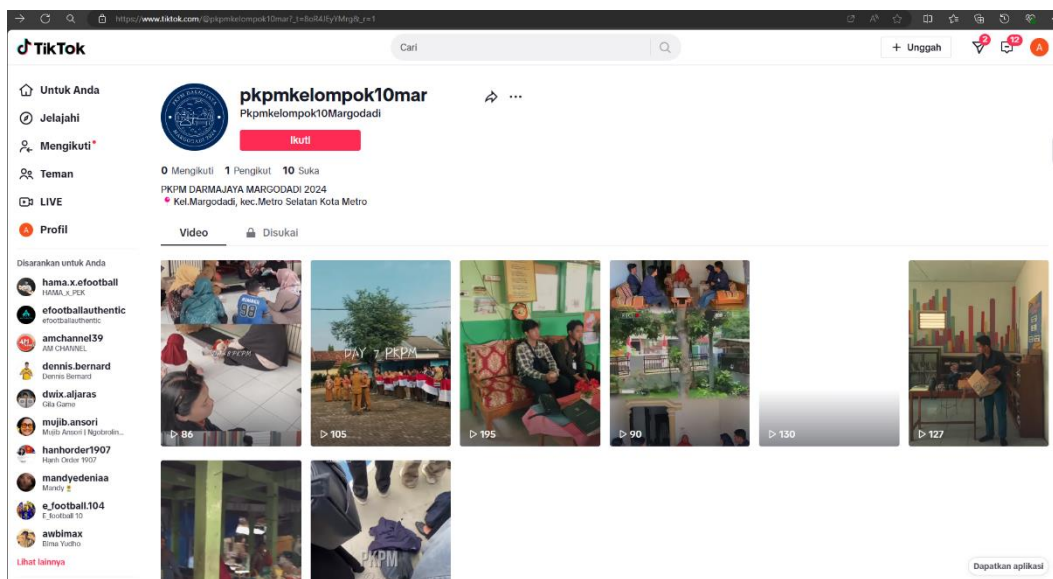 https://www.tiktok.com/@pkpmkelompok10mar?_t=8oR4JEyYMrg&_r=1
TikTok
Cari
+ Unggah
2
12
A
Untuk Anda
Jelajahi
Mengikuti
Teman
LIVE
A Profil
pkpmkelompok10mar
Pkpmkelompok10Margodadi
Ikuti
0 Mengikuti 1 Pengikut 10 Suka
PKPM DARMAJAYA MARGODADI 2024
Kel.Margodadi, kec.Metro Selatan Kota Metro
Video Disukai
Disarankan untuk Anda
hama.x.efootball
HAMA_x_PEK
efootballauthentic
efootballauthentic
amchannel39
AM CHANNEL
dennis.bernard
Dennis Bernard
dwix.aljaras
Gila Game
mujib.ansori
Mujib Ansori | Ngobrolin...
hanhorder1907
Hanh Order 1907
mandyedeniaa
Mandy
e_football.104
E_football 10
awbimax
Bima Yudho
Lihat lainnya
86
DAY 7 PKPM
105
195
90
130
127
PKPM
Dapatkan aplikasi